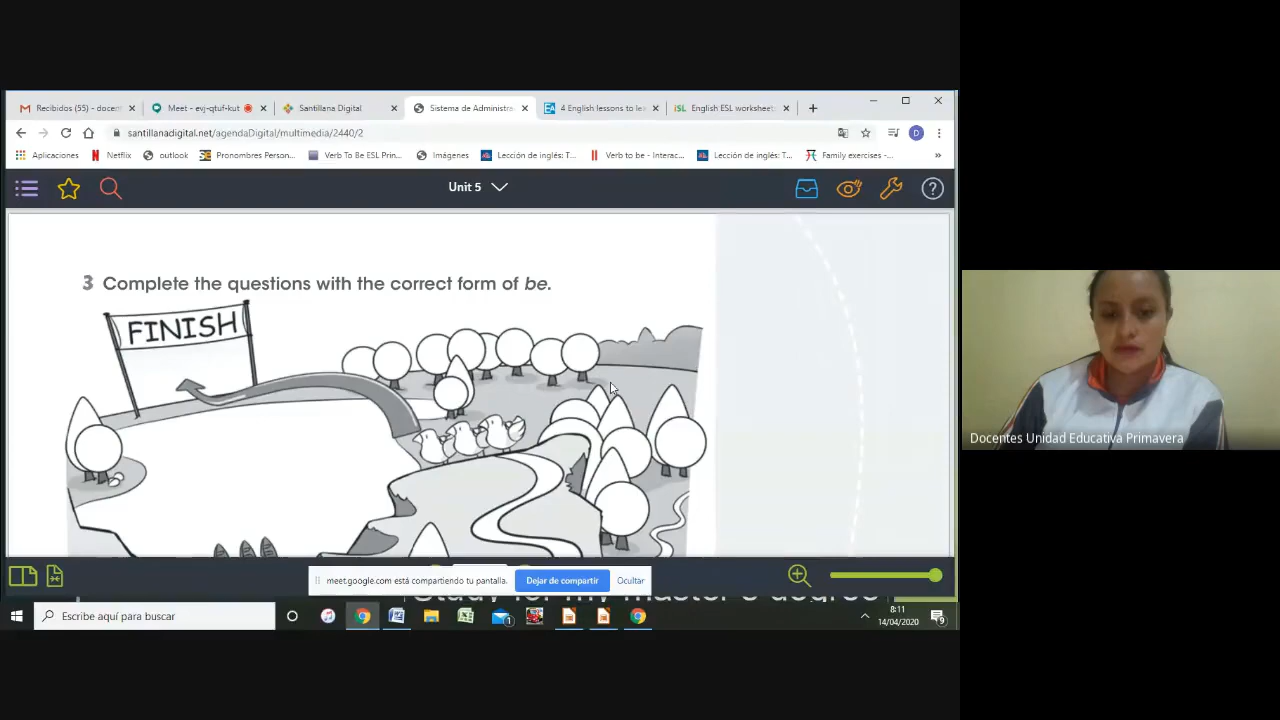 Recibidos (55) - docen
Meet - evj-qtuf-kut
Santillana Digital
Sistema de Administra
4 English lessons to le
English ESL worksheet
santillanadigital.net/agendaDigital/multimedia/2440/2
D
Aplicaciones
Netflix
outlook
Pronombres Person...
Verb To Be ESL Prin...
Imágenes
Lección de inglés: T...
Verb to be - Interac...
Lección de inglés: T...
Family exercises -...
»
Unit 5
3 Complete the questions with the correct form of be.
FINISH
Docentes Unidad Educativa Primavera
meet.google.com está compartiendo tu pantalla.
Dejar de compartir
Ocultar
Escribe aquí para buscar
8:11
14/04/2020